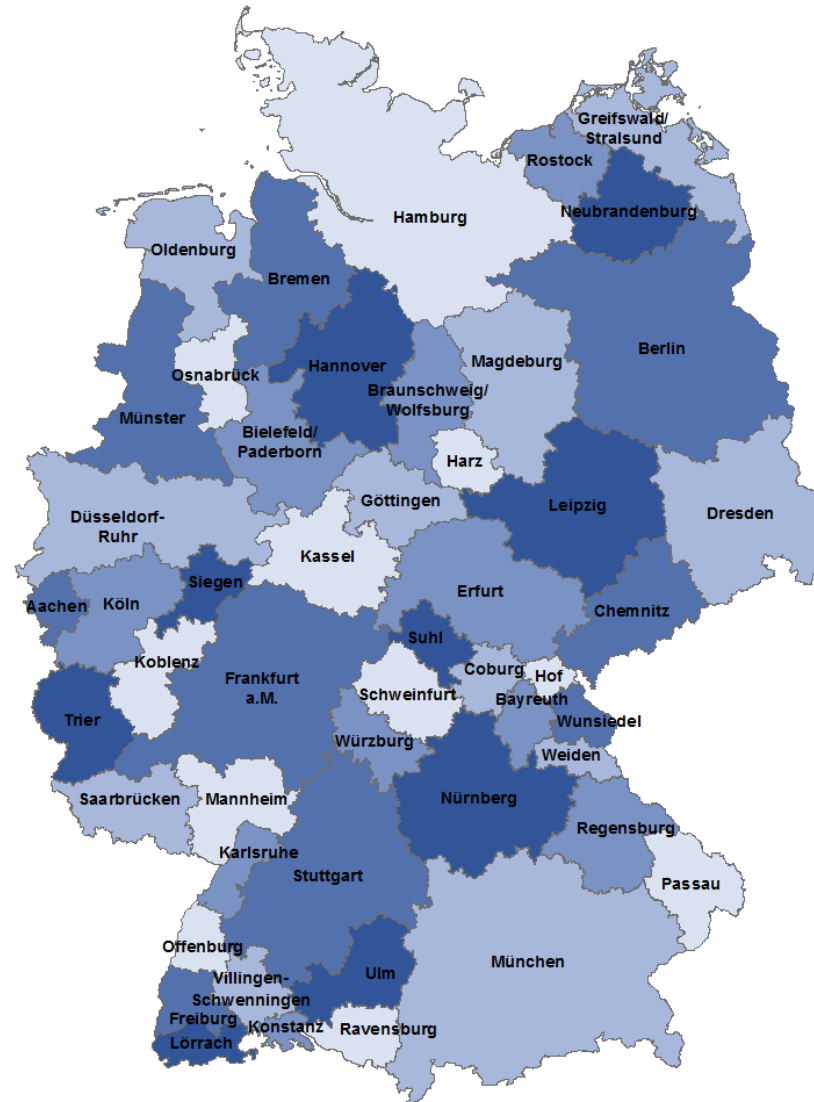 Greifswald/
Stralsund
Rostock
Neubrandenburg
Hamburg
Oldenburg
Bremen
Berlin
Hannover
Magdeburg
Osnabrück
Braunschweig/
Wolfsburg
Münster
Bielefeld/
Paderborn
Harz
Göttingen
Leipzig
Düsseldorf-
Ruhr
Dresden
Kassel
Siegen
Erfurt
Aachen
Köln
Chemnitz
Suhl
Koblenz
Coburg
Hof
Frankfurt
a.M.
Schweinfurt
Bayreuth
Trier
Wunsiedel
Würzburg
Weiden
Saarbrücken
Mannheim
Nürnberg
Regensburg
Karlsruhe
Stuttgart
Passau
Offenburg
München
Villingen-
Schwenningen
Ulm
Freiburg
Konstanz
Ravensburg
Lörrach